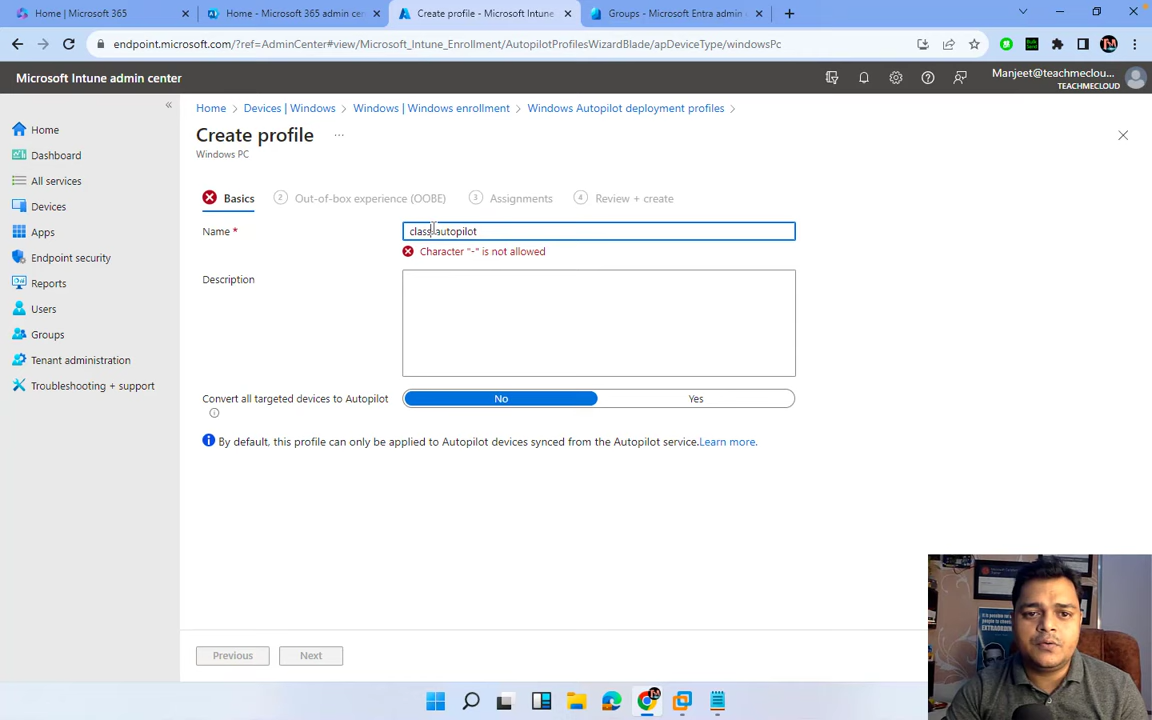 Home | Microsoft 365
Home - Microsoft 365 admin cen
Create profile - Microsoft Intune
Groups - Microsoft Entra admin
endpoint.microsoft.com/?ref=AdminCenter#view/Microsoft_Intune_Enrollment/AutopilotProfilesWizardBlade/apDeviceType/windowsPc
Microsoft Intune admin center
Manjeet@teachmeclou...
TEACHMECLOUD
Home
Dashboard
All services
Devices
Apps
Endpoint security
Reports
Users
Groups
Tenant administration
Troubleshooting + support
Home > Devices | Windows > Windows | Windows enrollment > Windows Autopilot deployment profiles >
Create profile ...
Windows PC
Basics
2 Out-of-box experience (OOBE)
3 Assignments
4 Review + create
Name *
class-autopilot
Character "-" is not allowed
Description
Convert all targeted devices to Autopilot
No
Yes
By default, this profile can only be applied to Autopilot devices synced from the Autopilot service. Learn more.
Previous
Next